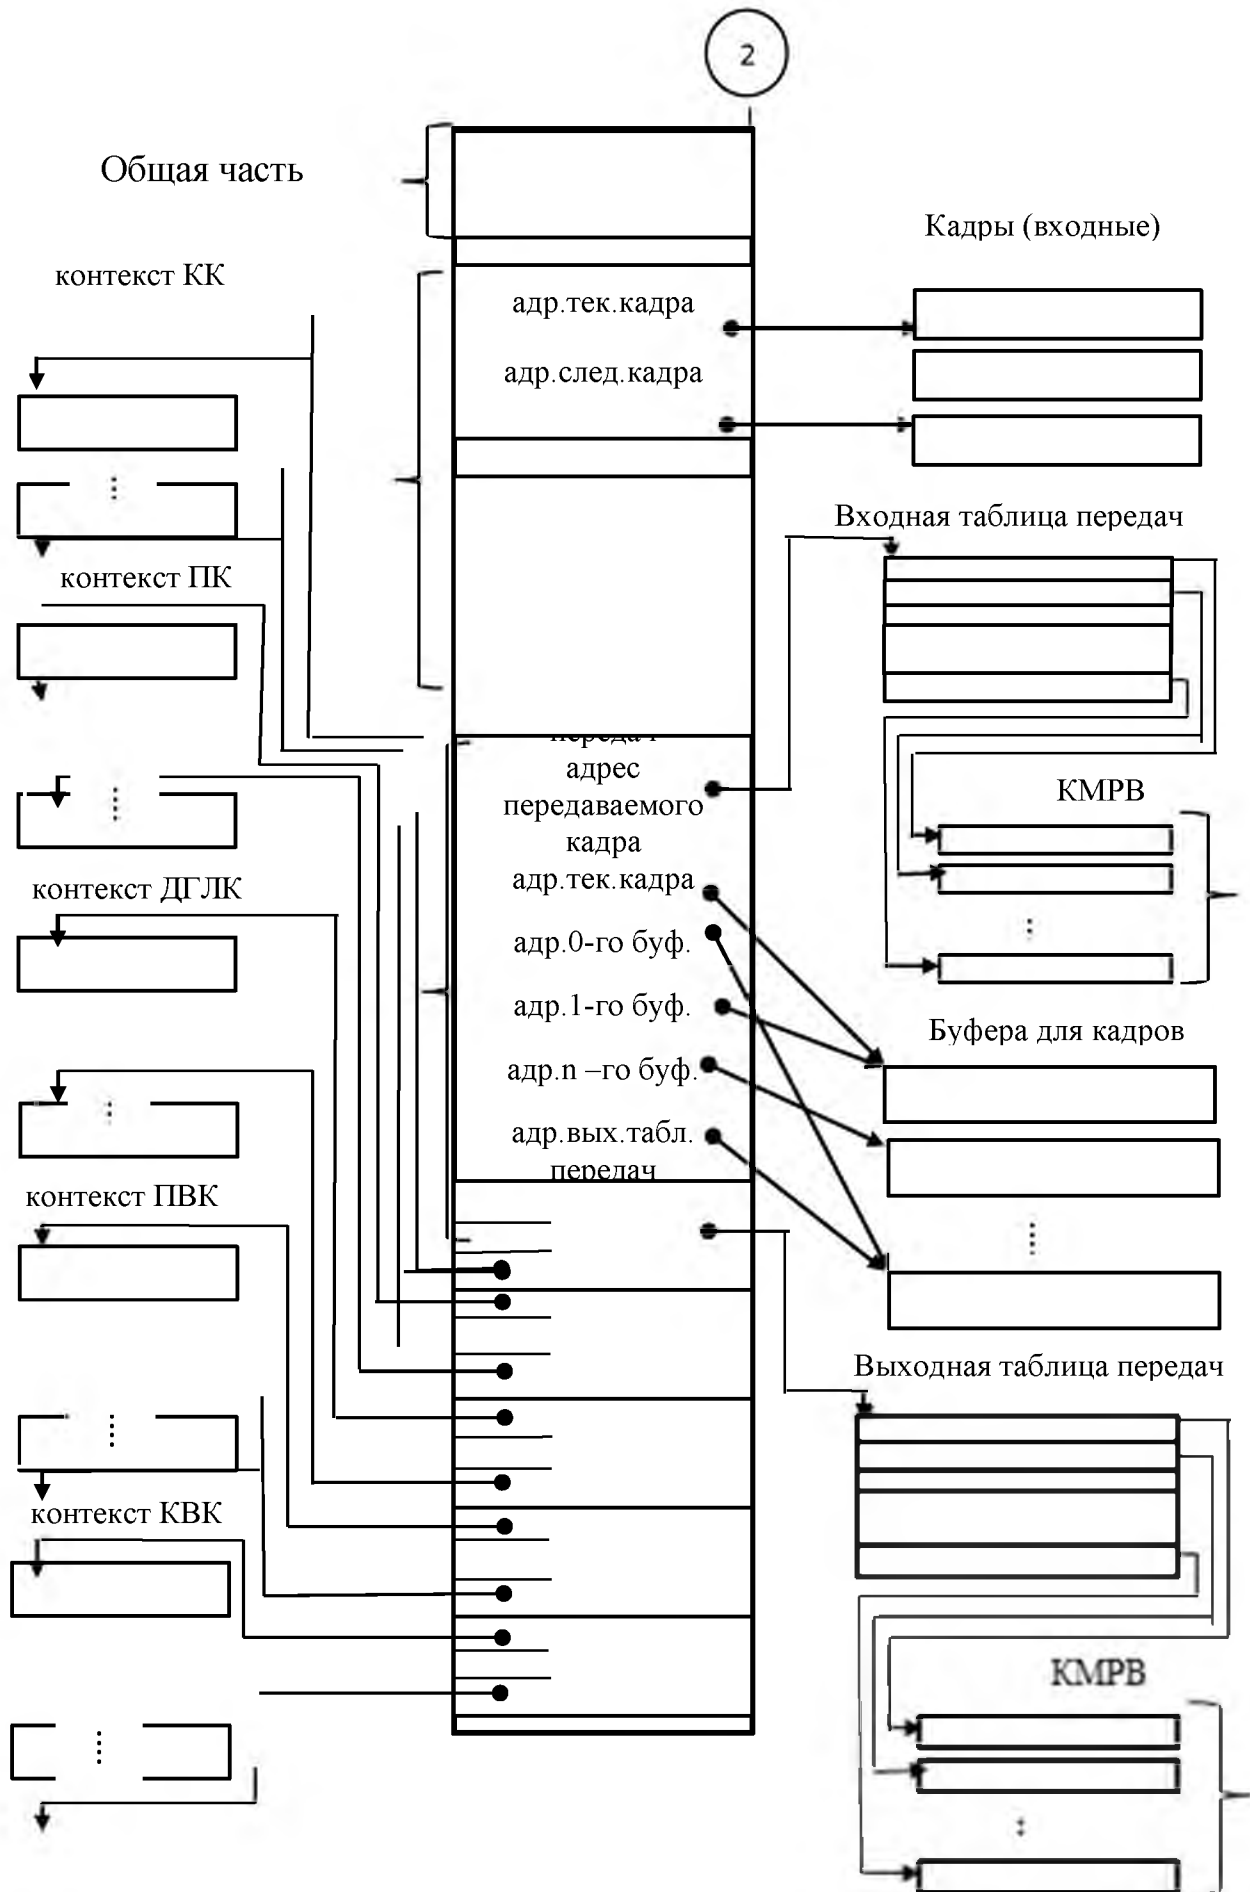 2
Общая часть
Кадры (входные)
контекст КК
адр.тек.кадра
адр.след.кадра
Входная таблица передач
контекст ПК
передач
адрес
передаваемого
кадра
КМРВ
адр.тек.кадра
контекст ДГЛК
адр.0-го буф.
адр.1-го буф.
Буфера для кадров
адр.n –го буф.
адр.вых.табл.
передач
контекст ПВК
Выходная таблица передач
контекст КВК
КМРВ